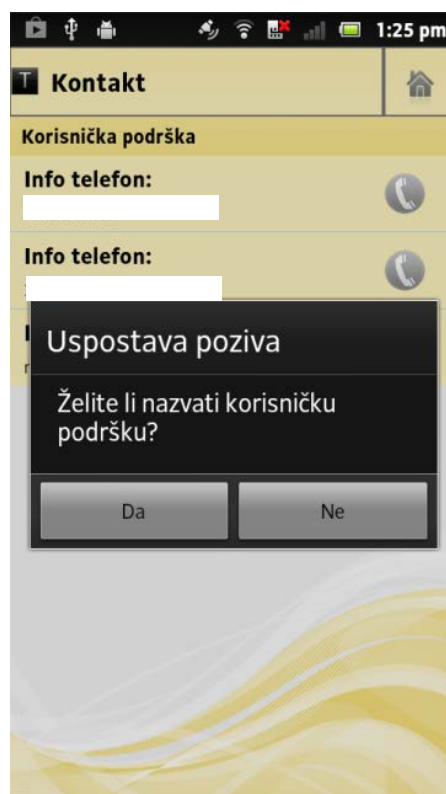 1:25 pm
T Kontakt
Korisnička podrška
Info telefon:
Info telefon:
Uspostava poziva
Želite li nazvati korisničku
podršku?
Da
Ne